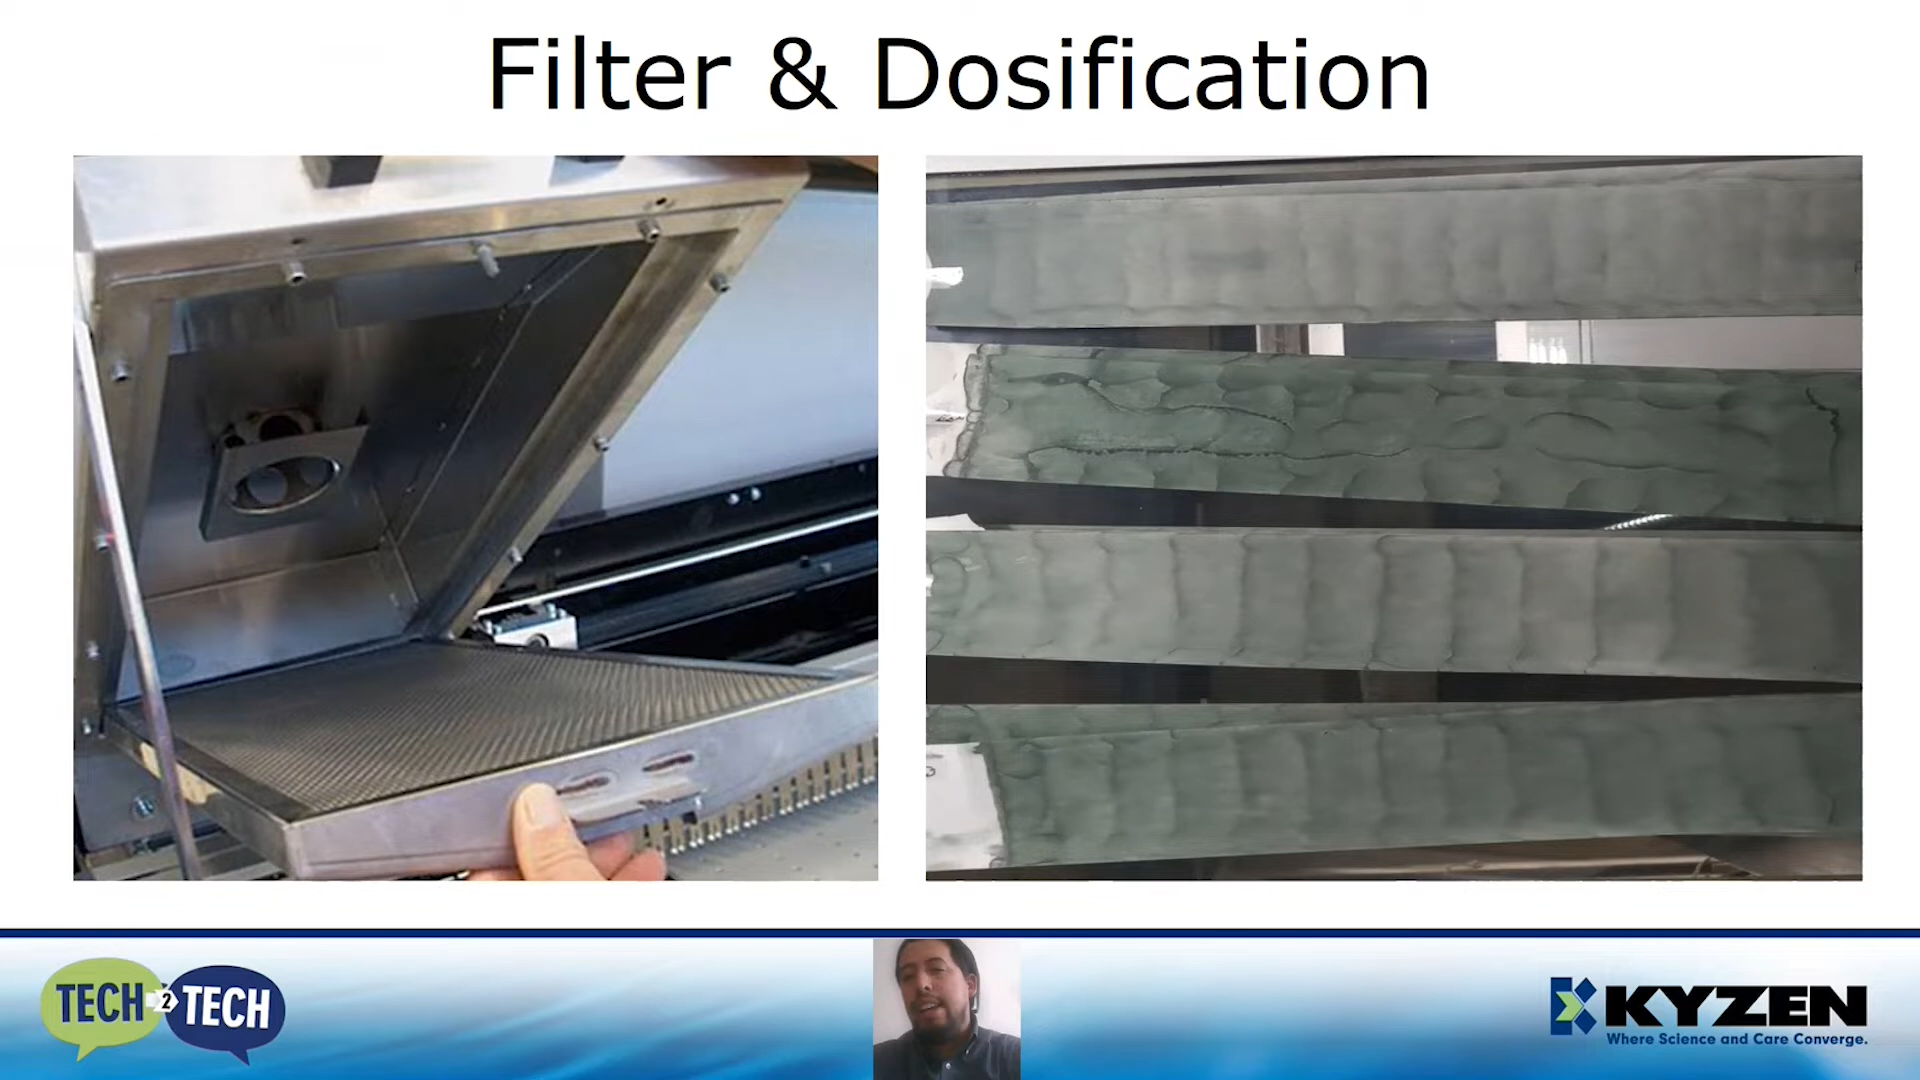 Filter & Dosification
TECH 2 TECH
KYZEN
Where Science and Care Converge.